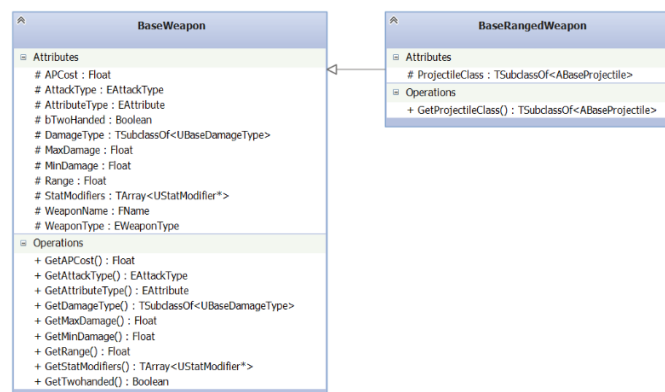 BaseWeapon
Attributes
# APCost : Float
# AttackType : EAttackType
# AttributeType : EAttribute
# bTwoHanded : Boolean
# DamageType : TSubclassOf<UBaseDamageType>
# MaxDamage : Float
# MinDamage : Float
# Range : Float
# StatModifiers : TArray<UStatModifier*>
# WeaponName : FName
# WeaponType : EWeaponType
Operations
+ GetAPCost() : Float
+ GetAttackType() : EAttackType
+ GetAttributeType() : EAttribute
+ GetDamageType() : TSubclassOf<UBaseDamageType>
+ GetMaxDamage() : Float
+ GetMinDamage() : Float
+ GetRange() : Float
+ GetStatModifiers() : TArray<UStatModifier*>
+ GetTwohanded() : Boolean
BaseRangedWeapon
Attributes
# ProjectileClass : TSubclassOf<ABaseProjectile>
Operations
+ GetProjectileClass() : TSubclassOf<ABaseProjectile>